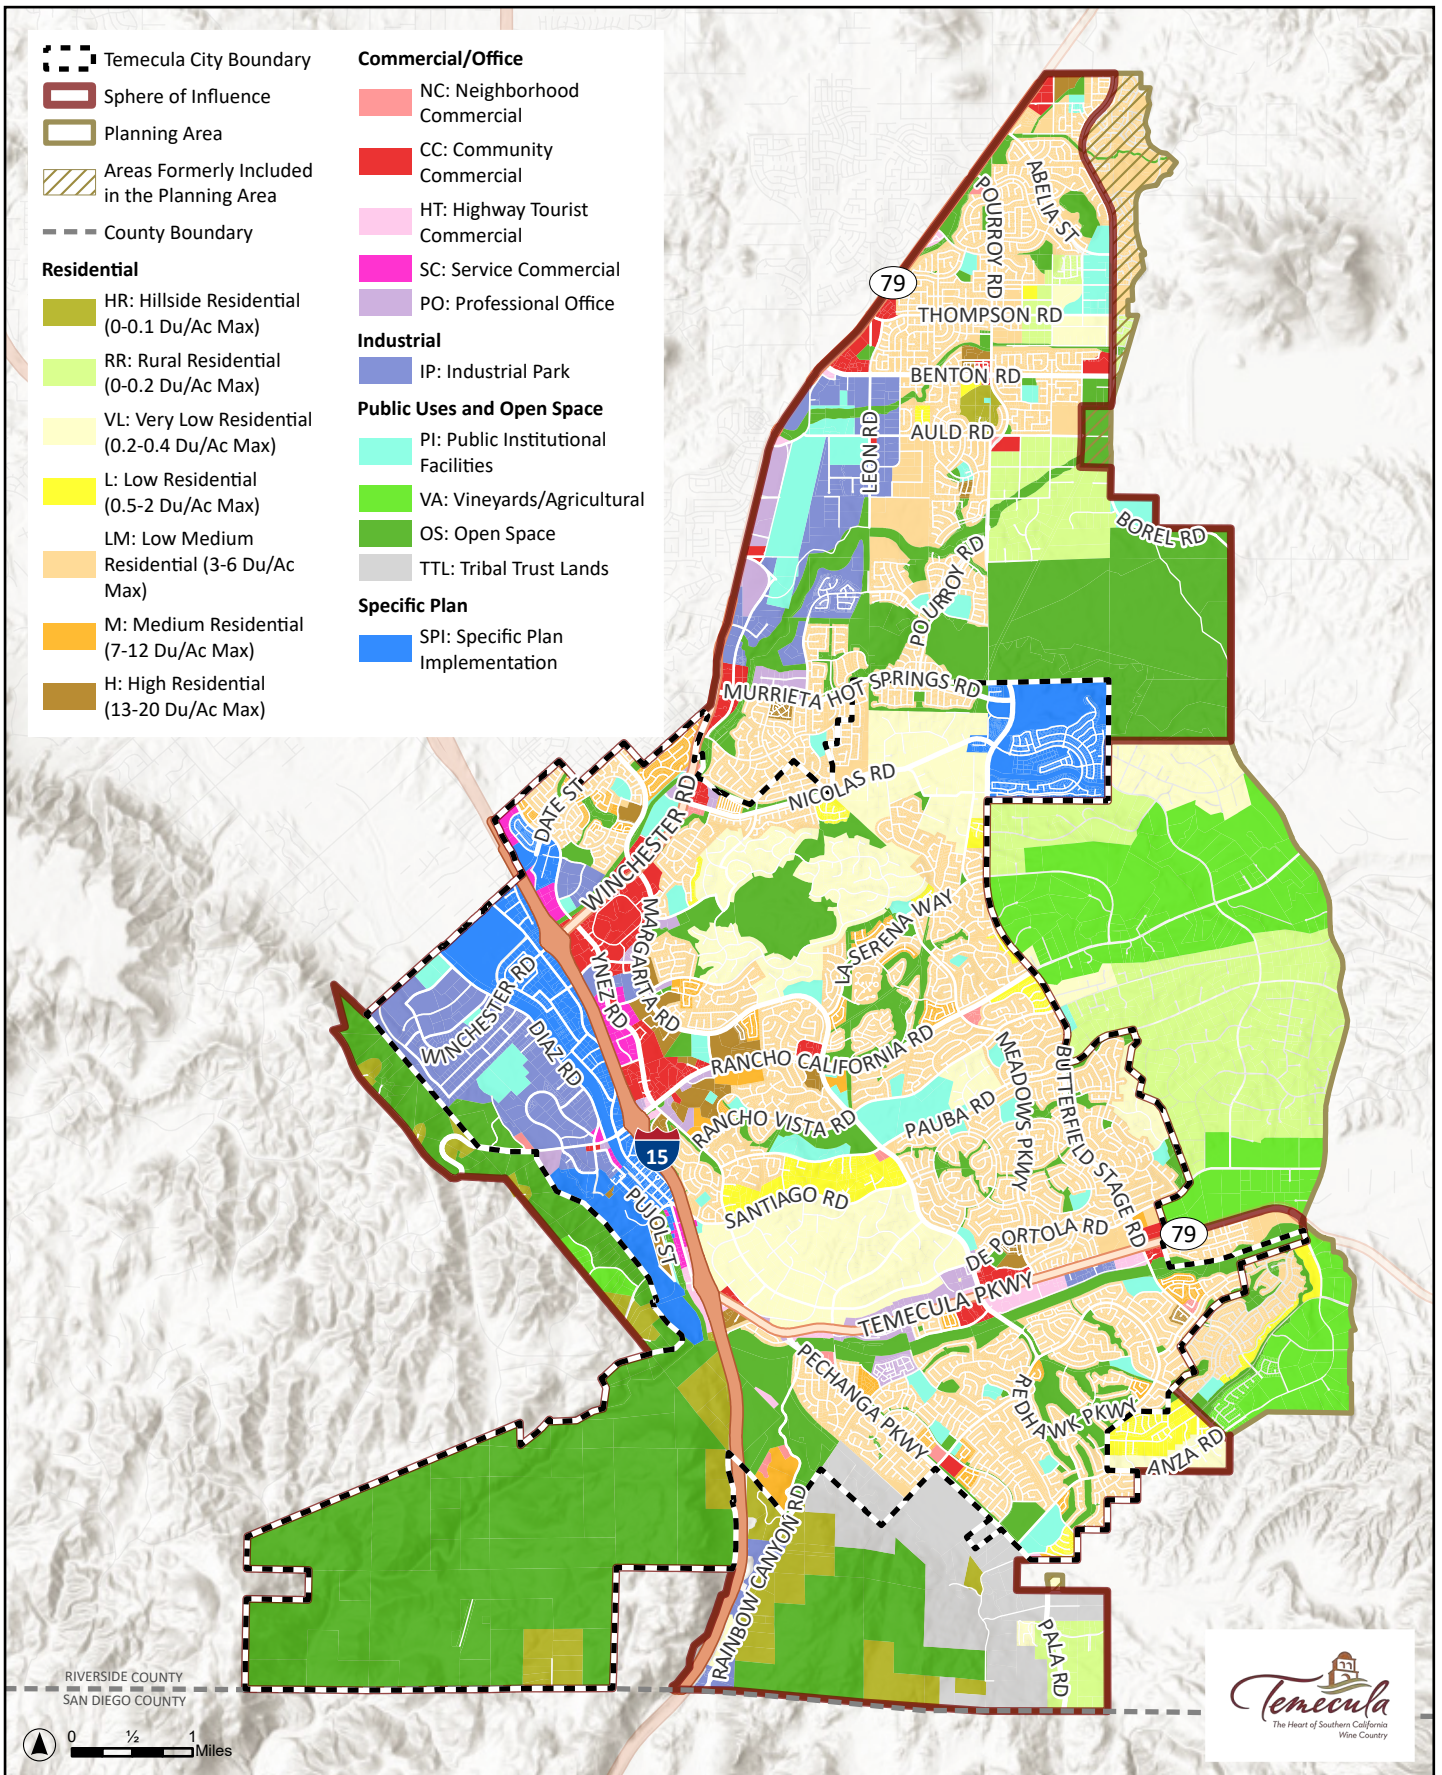 Temecula City Boundary
Sphere of Influence
Planning Area
Areas Formerly Included
in the Planning Area
County Boundary
Residential
HR: Hillside Residential
(0-0.1 Du/Ac Max)
RR: Rural Residential
(0-0.2 Du/Ac Max)
VL: Very Low Residential
(0.2-0.4 Du/Ac Max)
L: Low Residential
(0.5-2 Du/Ac Max)
LM: Low Medium
Residential (3-6 Du/Ac
Max)
M: Medium Residential
(7-12 Du/Ac Max)
H: High Residential
(13-20 Du/Ac Max)
Commercial/Office
NC: Neighborhood
Commercial
CC: Community
Commercial
HT: Highway Tourist
Commercial
SC: Service Commercial
PO: Professional Office
Industrial
IP: Industrial Park
Public Uses and Open Space
PI: Public Institutional
Facilities
VA: Vineyards/Agricultural
OS: Open Space
TTL: Tribal Trust Lands
Specific Plan
SPI: Specific Plan
Implementation
ABELIA ST
POURROY RD
79
THOMPSON RD
BENTON RD
LEON RD
AULD RD
BOREL RD
POURROY RD
MURRIETA HOT SPRINGS RD
NICOLAS RD
DATE ST
WINCHESTER RD
MARGARITA RD
LA SERENA WAY
YNEZ RD
WINCHESTER RD
DIAZ RD
RANCHO CALIFORNIA RD
MEADOWS PKWY
BUTTERFIELD STAGE RD
RANCHO VISTA RD
PAUBA RD
15
PUJOL ST
SANTIAGO RD
DE PORTOLA RD
79
TEMECULA PKWY
PECHANGA PKWY
REDHAWK PKWY
ANZA RD
RAINBOW CANYON RD
PALA RD
RIVERSIDE COUNTY
SAN DIEGO COUNTY
0 ½ 1
Miles
Temecula
The Heart of Southern California
Wine Country